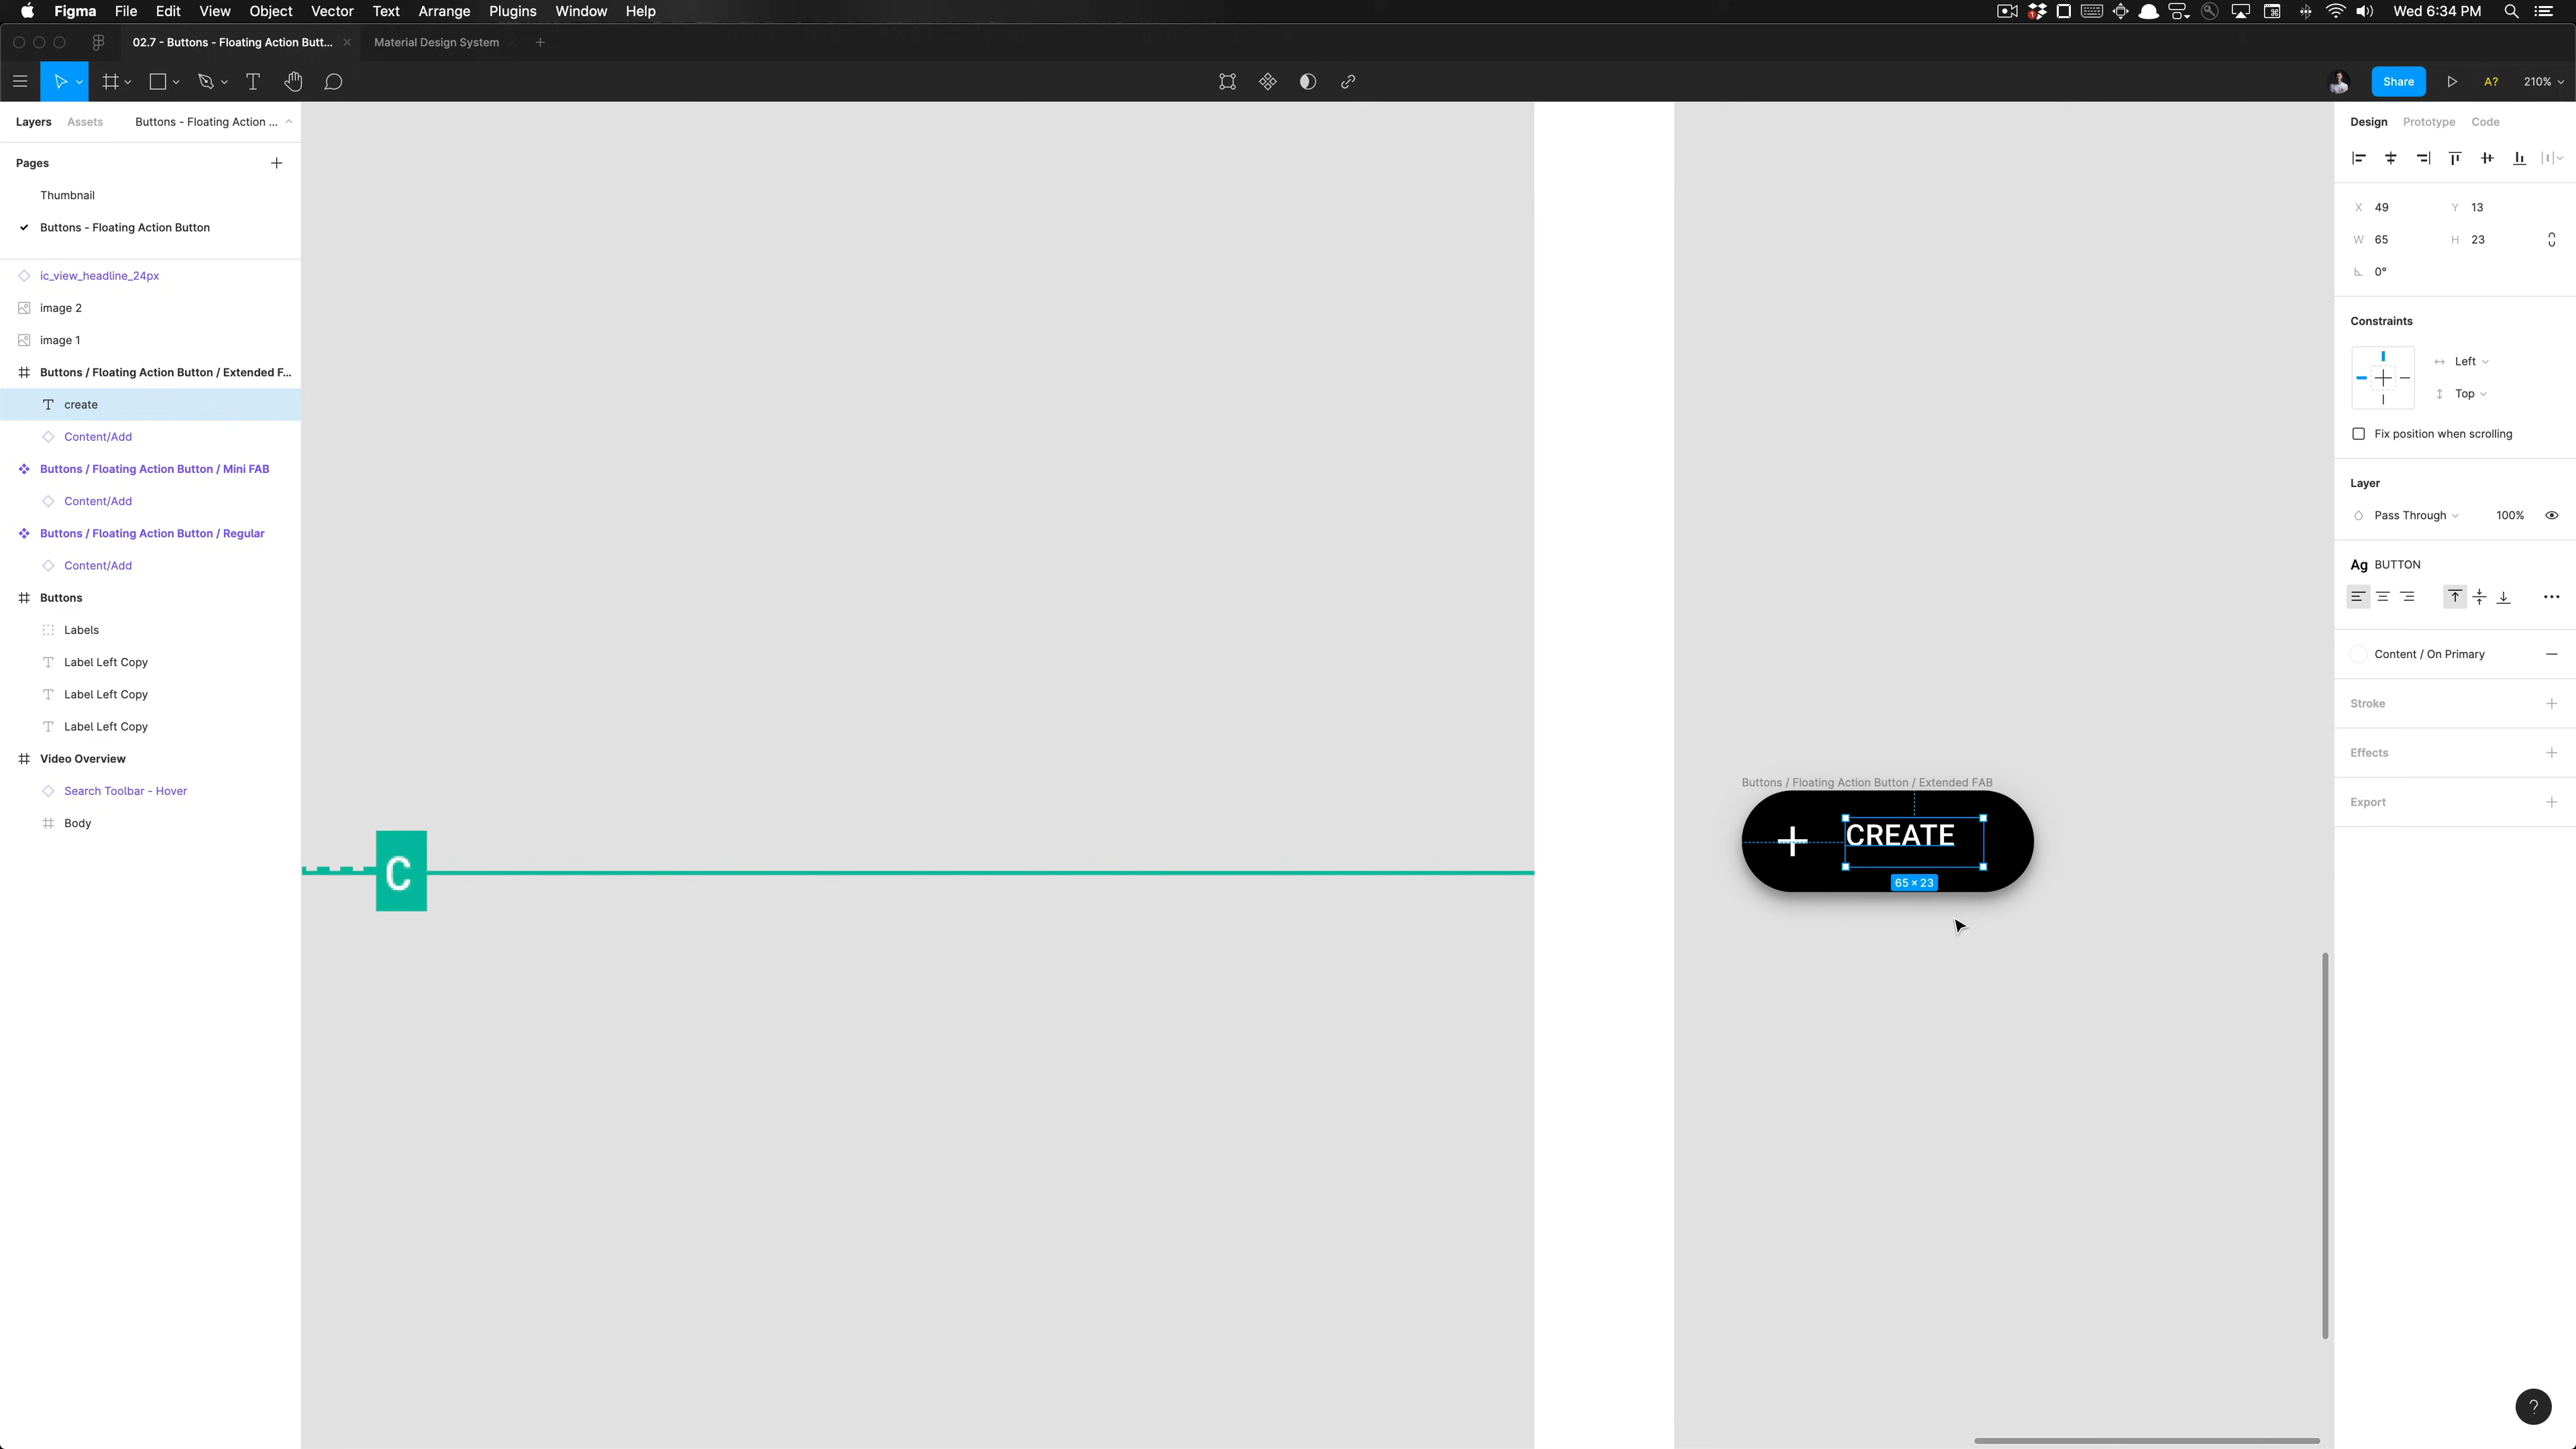 Figma File Edit View Object Vector Text Arrange Plugins Window Help
Wed 6:34 PM
02.7 - Buttons - Floating Action Butt...
Material Design System
Share
A?
210%
Layers Assets Buttons - Floating Action ...
Design Prototype Code
Pages
Thumbnail
Buttons - Floating Action Button
ic_view_headline_24px
image 2
image 1
Buttons / Floating Action Button / Extended F...
create
Content/Add
Buttons / Floating Action Button / Mini FAB
Content/Add
Buttons / Floating Action Button / Regular
Content/Add
Buttons
Labels
Label Left Copy
Label Left Copy
Label Left Copy
Video Overview
Search Toolbar - Hover
Body
C
Buttons / Floating Action Button / Extended FAB
CREATE
65 × 23
X 49 Y 13
W 65 H 23
0°
Constraints
Left
Top
Fix position when scrolling
Layer
Pass Through 100%
Ag BUTTON
Content / On Primary
Stroke
Effects
Export
?